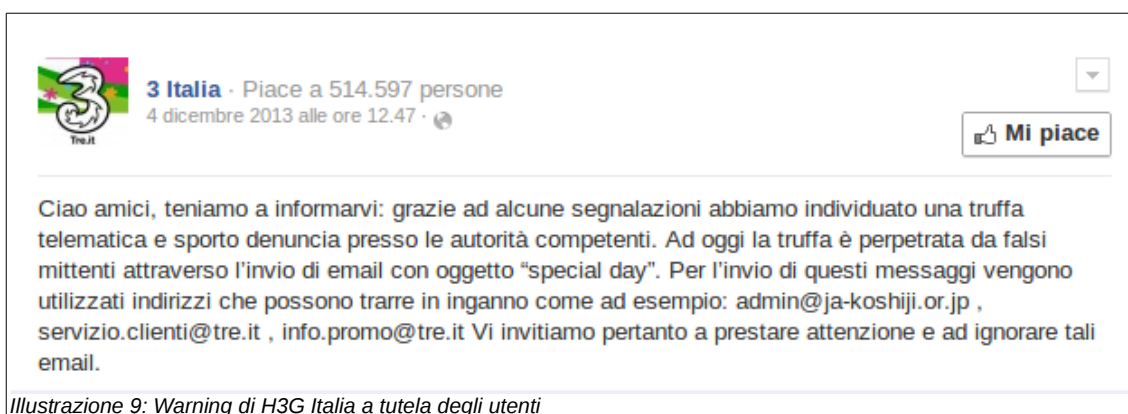 3 Italia · Piace a 514.597 persone
4 dicembre 2013 alle ore 12.47 ·
Tre.it
Mi piace
Ciao amici, teniamo a informarvi: grazie ad alcune segnalazioni abbiamo individuato una truffa
telematica e sporto denuncia presso le autorità competenti. Ad oggi la truffa è perpetrata da falsi
mittenti attraverso l’invio di email con oggetto “special day”. Per l’invio di questi messaggi vengono
utilizzati indirizzi che possono trarre in inganno come ad esempio: admin@ja-koshiji.or.jp ,
servizio.clienti@tre.it , info.promo@tre.it Vi invitiamo pertanto a prestare attenzione e ad ignorare tali
email.
Illustrazione 9: Warning di H3G Italia a tutela degli utenti